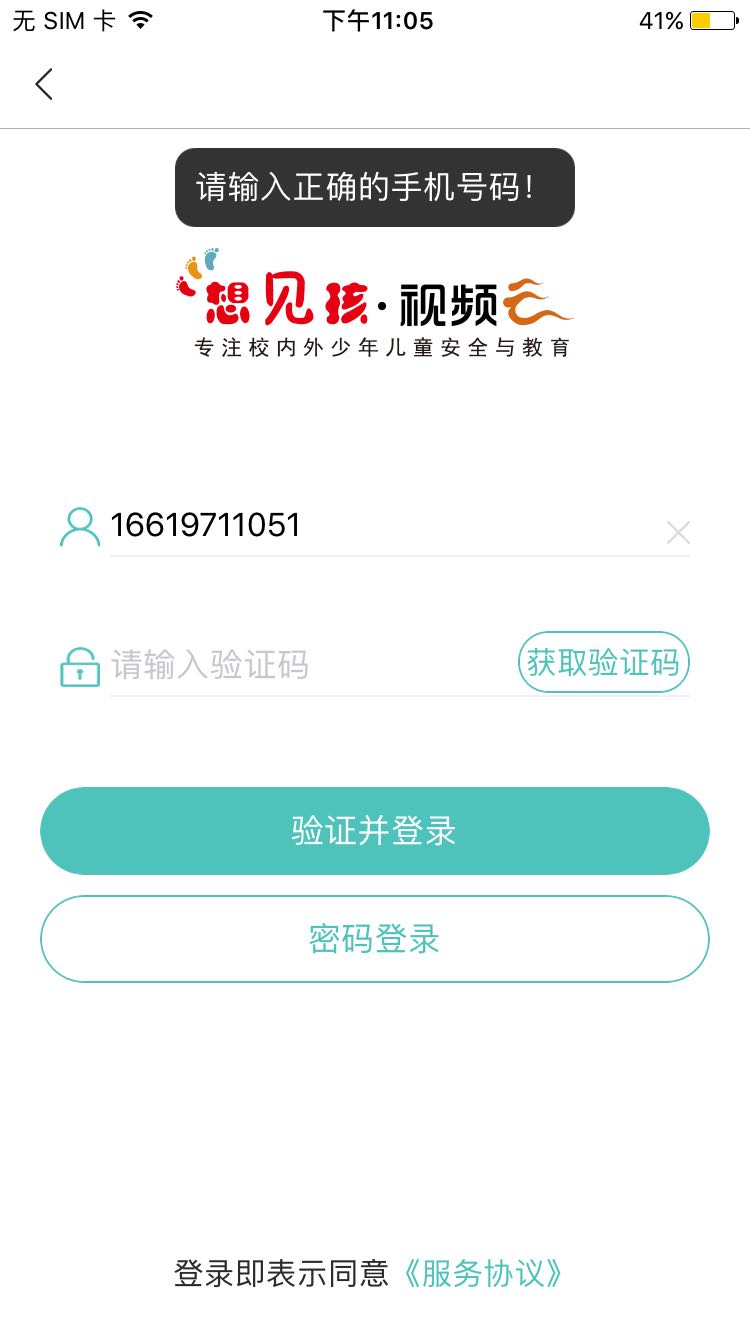 无 SIM 卡 下午11:05 41%
请输入正确的手机号码！
想见孩·视频云
专注校内外少年儿童安全与教育
16619711051
请输入验证码 获取验证码
验证并登录
密码登录
登录即表示同意《服务协议》